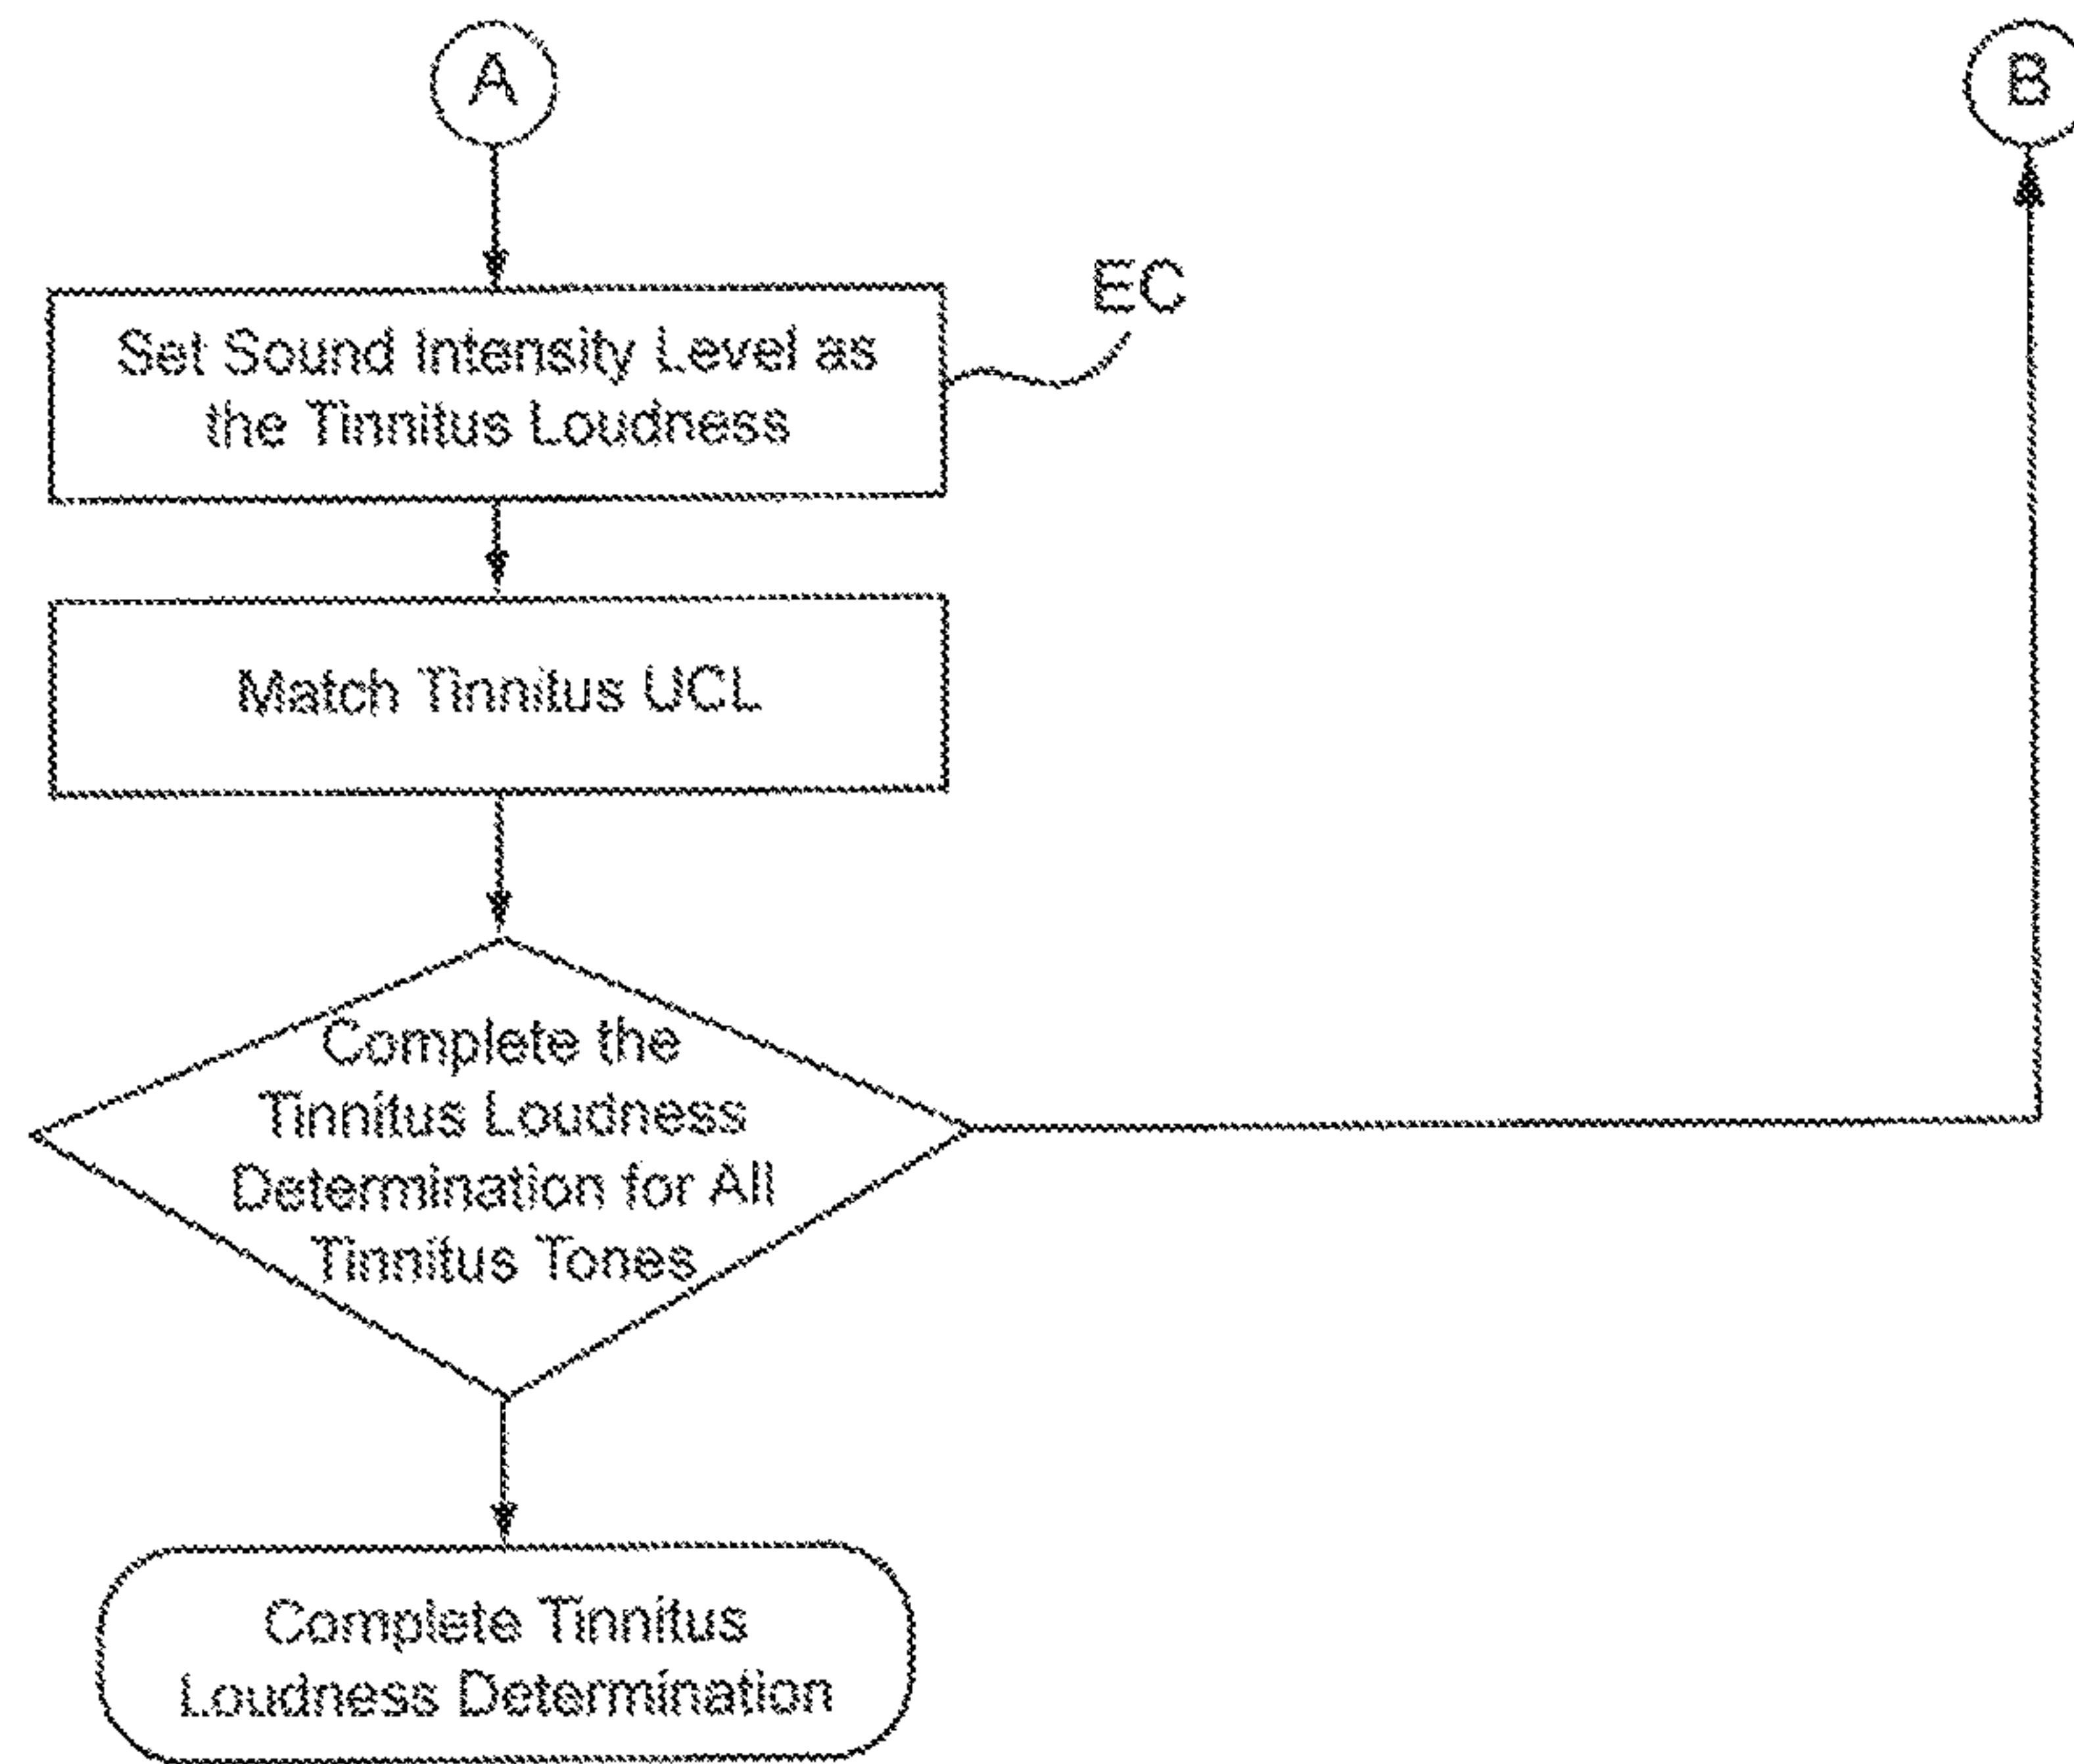 A
B
EC
Set Sound Intensity Level as
the Tinnitus Loudness
Match Tinnitus UCL
Complete the
Tinnitus Loudness
Determination for All
Tinnitus Tones
Complete Tinnitus
Loudness Determination